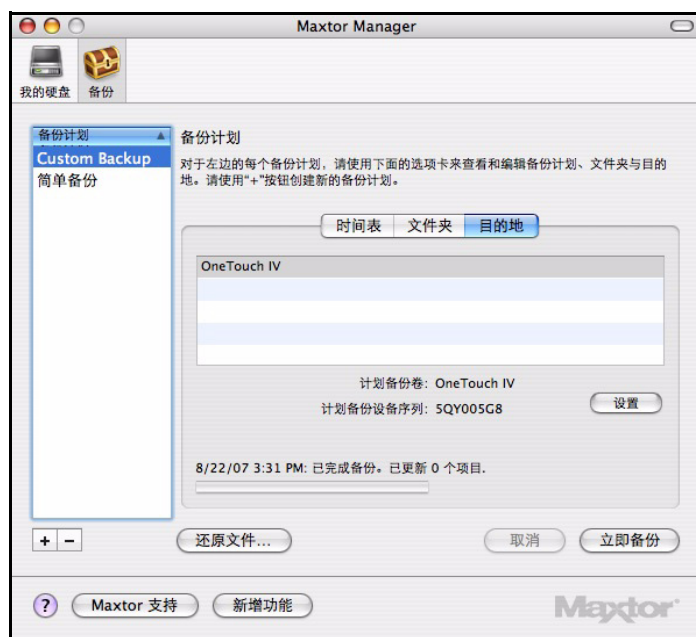 Maxtor Manager
我的硬盘
备份
备份计划
Custom Backup
简单备份
备份计划
对于左边的每个备份计划，请使用下面的选项卡来查看和编辑备份计划、文件夹与目的
地。请使用"+"按钮创建新的备份计划。
时间表 文件夹 目的地
OneTouch IV
计划备份卷: OneTouch IV
计划备份设备序列: 5QY005G8
设置
8/22/07 3:31 PM: 已完成备份。已更新 0 个项目.
+ −
还原文件...
取消
立即备份
?
Maxtor 支持
新增功能
Maxtor